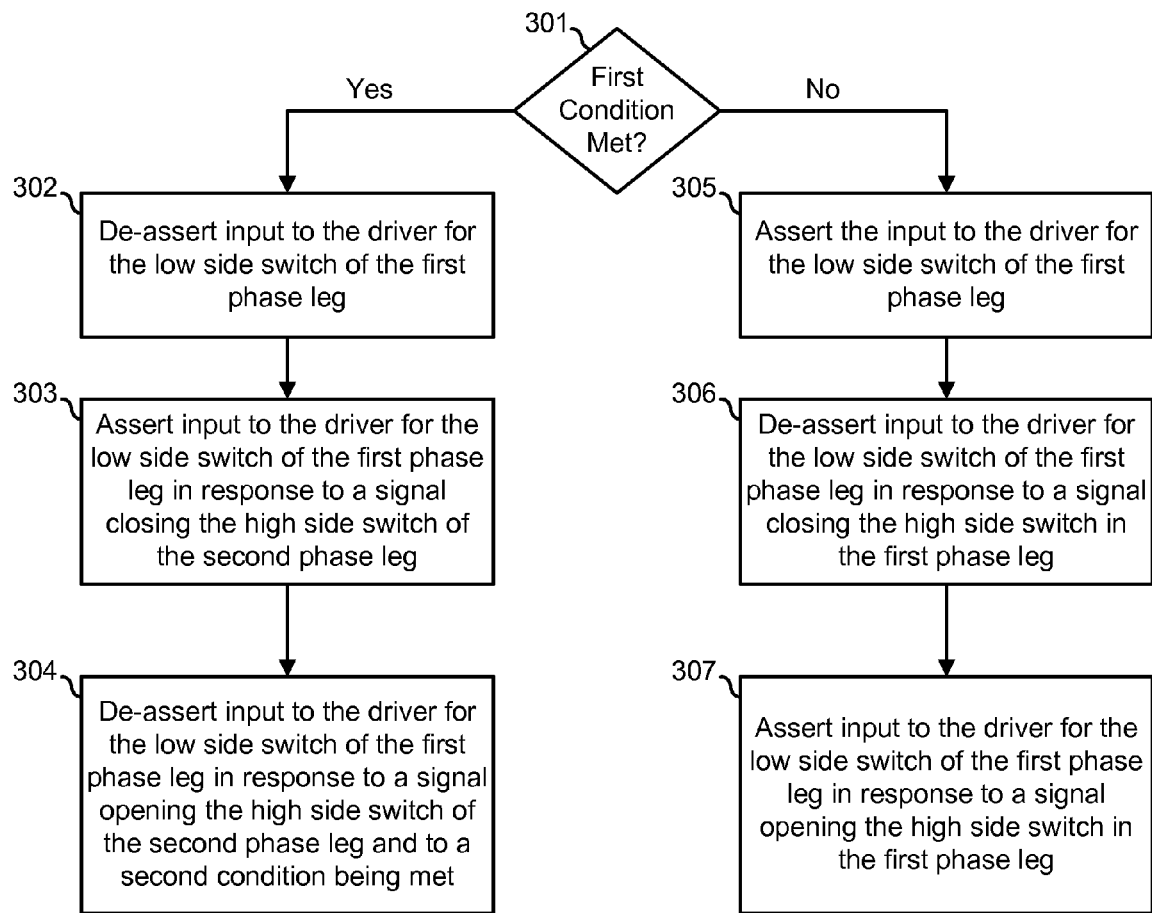 301
First
Condition
Met?
Yes
No
302
De-assert input to the driver for
the low side switch of the first
phase leg
303
Assert input to the driver for the
low side switch of the first phase
leg in response to a signal
closing the high side switch of
the second phase leg
304
De-assert input to the driver for
the low side switch of the first
phase leg in response to a signal
opening the high side switch of
the second phase leg and to a
second condition being met
305
Assert the input to the driver for
the low side switch of the first
phase leg
306
De-assert input to the driver for
the low side switch of the first
phase leg in response to a signal
closing the high side switch in
the first phase leg
307
Assert input to the driver for the
low side switch of the first phase
leg in response to a signal
opening the high side switch in
the first phase leg